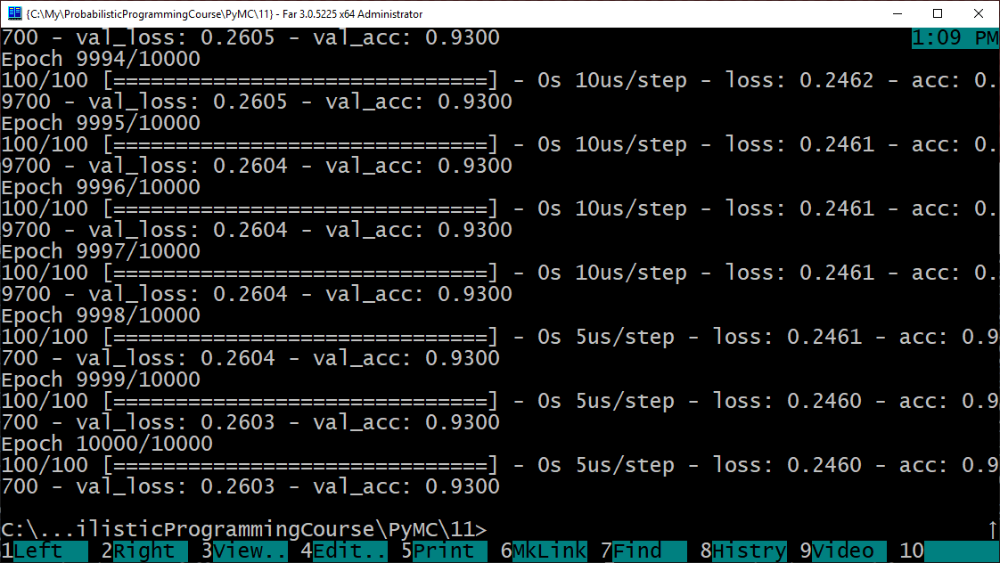 {C:\My\ProbabilisticProgrammingCourse\PyMC\11} - Far 3.0.5225 x64 Administrator
700 - val_loss: 0.2605 - val_acc: 0.9300 1:09 PM
Epoch 9994/10000
100/100 [==============================] - 0s 10us/step - loss: 0.2462 - acc: 0.
9700 - val_loss: 0.2605 - val_acc: 0.9300
Epoch 9995/10000
100/100 [==============================] - 0s 10us/step - loss: 0.2461 - acc: 0.
9700 - val_loss: 0.2604 - val_acc: 0.9300
Epoch 9996/10000
100/100 [==============================] - 0s 10us/step - loss: 0.2461 - acc: 0.
9700 - val_loss: 0.2604 - val_acc: 0.9300
Epoch 9997/10000
100/100 [==============================] - 0s 10us/step - loss: 0.2461 - acc: 0.
9700 - val_loss: 0.2604 - val_acc: 0.9300
Epoch 9998/10000
100/100 [==============================] - 0s 5us/step - loss: 0.2461 - acc: 0.9
700 - val_loss: 0.2604 - val_acc: 0.9300
Epoch 9999/10000
100/100 [==============================] - 0s 5us/step - loss: 0.2460 - acc: 0.9
700 - val_loss: 0.2603 - val_acc: 0.9300
Epoch 10000/10000
100/100 [==============================] - 0s 5us/step - loss: 0.2460 - acc: 0.9
700 - val_loss: 0.2603 - val_acc: 0.9300
C:\...ilisticProgrammingCourse\PyMC\11> ↑
1Left 2Right 3View.. 4Edit.. 5Print 6MkLink 7Find 8Histry 9Video 10